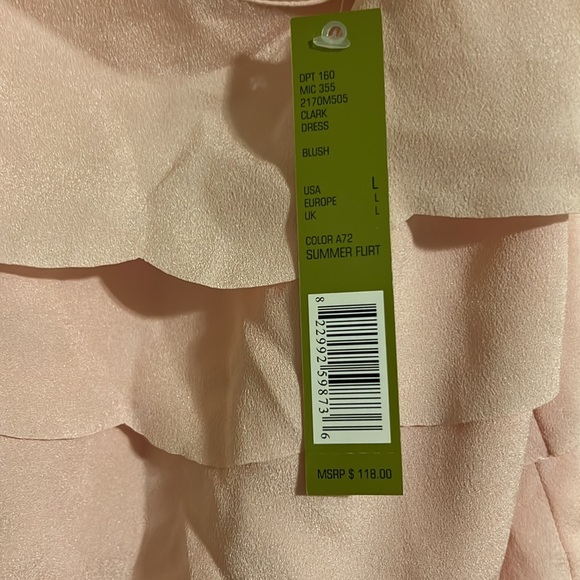 DPT 160
MIC 355
2170M505
CLARK
DRESS
BLUSH
USA L
EUROPE L
UK L
COLOR A72
SUMMER FLIRT
8 22992 59873 6
MSRP $ 118.00